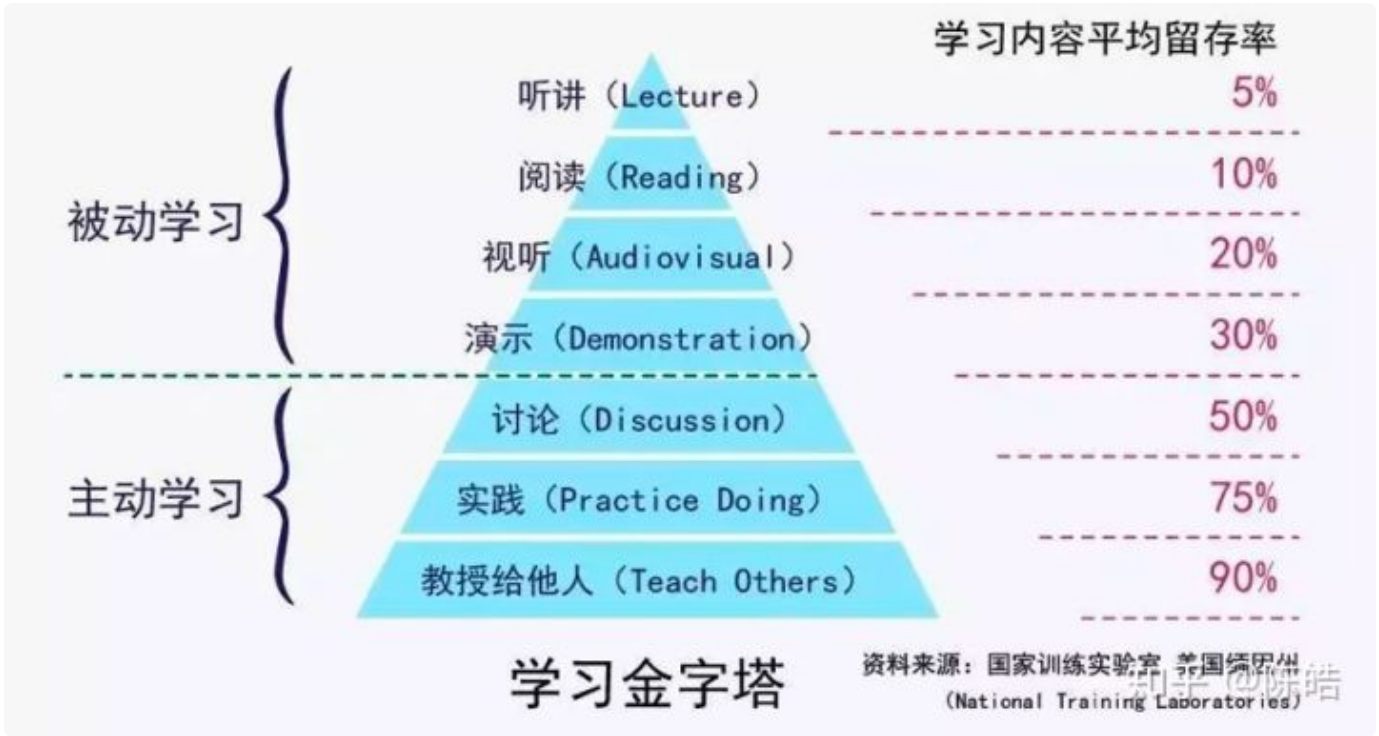 学习内容平均留存率
听讲（Lecture） 5%
阅读（Reading） 10%
被动学习
视听（Audiovisual） 20%
演示（Demonstration） 30%
讨论（Discussion） 50%
主动学习
实践（Practice Doing） 75%
教授给他人（Teach Others） 90%
学习金字塔
资料来源：国家训练实验室 美国缅因州
（National Training Laboratories）
知乎 @陈皓